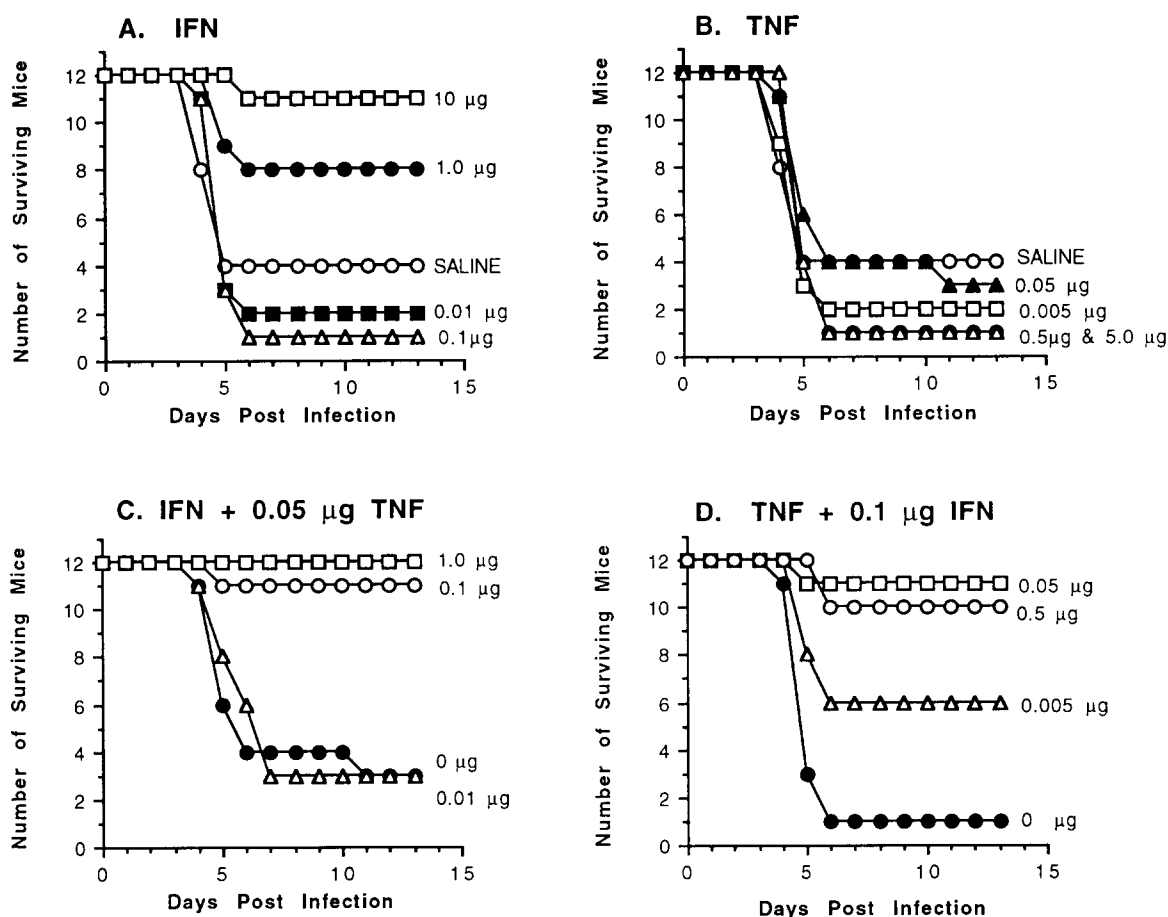 A. IFN
Number of Surviving Mice
12
10
8
6
4
2
0
10 µg
1.0 µg
SALINE
0.01 µg
0.1µg
0
5
10
15
Days Post Infection
B. TNF
Number of Surviving Mice
12
10
8
6
4
2
0
SALINE
0.05 µg
0.005 µg
0.5µg & 5.0 µg
0
5
10
15
Days Post Infection
C. IFN + 0.05 µg TNF
Number of Surviving Mice
12
10
8
6
4
2
0
1.0 µg
0.1 µg
0 µg
0.01 µg
0
5
10
15
Days Post Infection
D. TNF + 0.1 µg IFN
Number of Surviving Mice
12
10
8
6
4
2
0
0.05 µg
0.5 µg
0.005 µg
0 µg
0
5
10
15
Days Post Infection